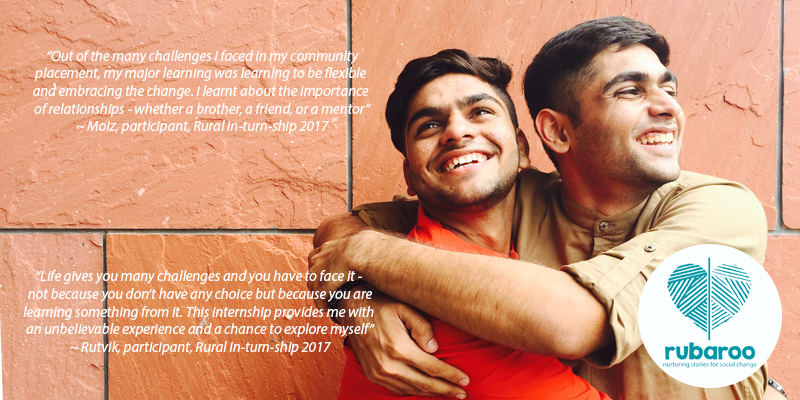 “Out of the many challenges I faced in my community
placement, my major learning was learning to be flexible
and embracing the change. I learnt about the importance
of relationships - whether a brother, a friend, or a mentor”
~ Moiz, participant, Rural in-turn-ship 2017
“Life gives you many challenges and you have to face it -
not because you don’t have any choice but because you are
learning something from it. This internship provides me with
an unbelievable experience and a chance to explore myself”
~ Rutvik, participant, Rural in-turn-ship 2017
rubaroo
nurturing stories for social change